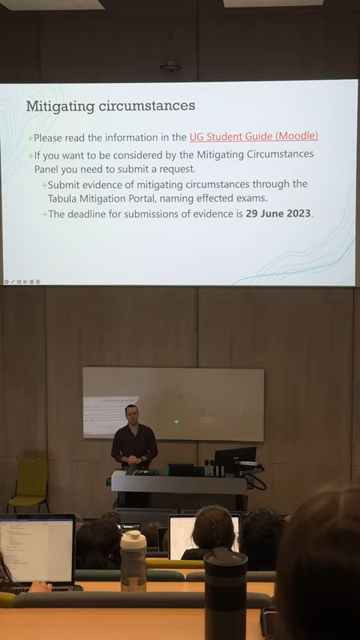 Mitigating circumstances
+Please read the information in the UG Student Guide (Moodle)
+If you want to be considered by the Mitigating Circumstances
Panel you need to submit a request.
+Submit evidence of mitigating circumstances through the
Tabula Mitigation Portal, naming effected exams.
+The deadline for submissions of evidence is 29 June 2023.